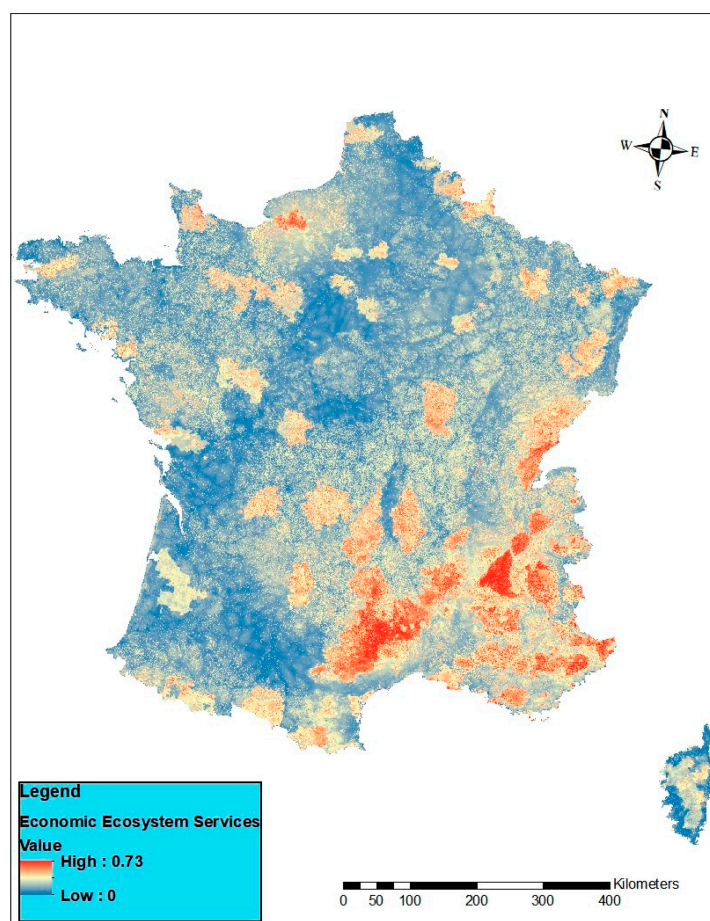 N
W E
S
Legend
Economic Ecosystem Services
Value
High : 0.73
Low : 0
Kilometers
0 50 100 200 300 400